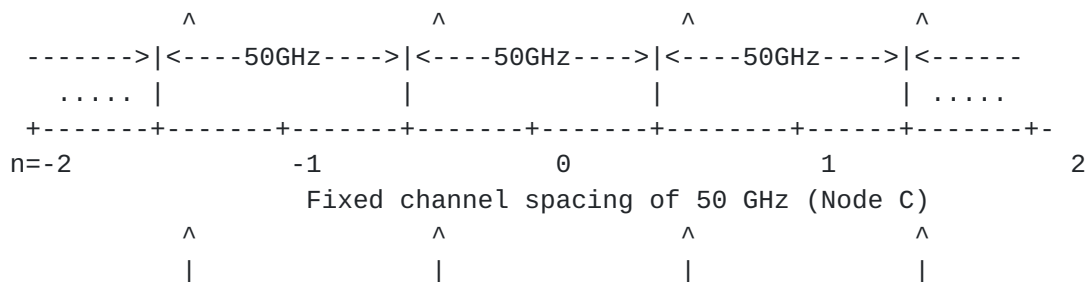 ^                ^                ^               ^
 ------->|<----50GHz---->|<----50GHz---->|<----50GHz---->|<------
   ..... |               |               |               | .....
 +-------+-------+-------+-------+-------+--------+------+-------+-
n=-2              -1               0                1               2
                   Fixed channel spacing of 50 GHz (Node C)
            ^                ^                ^               ^
            |                |                |               |